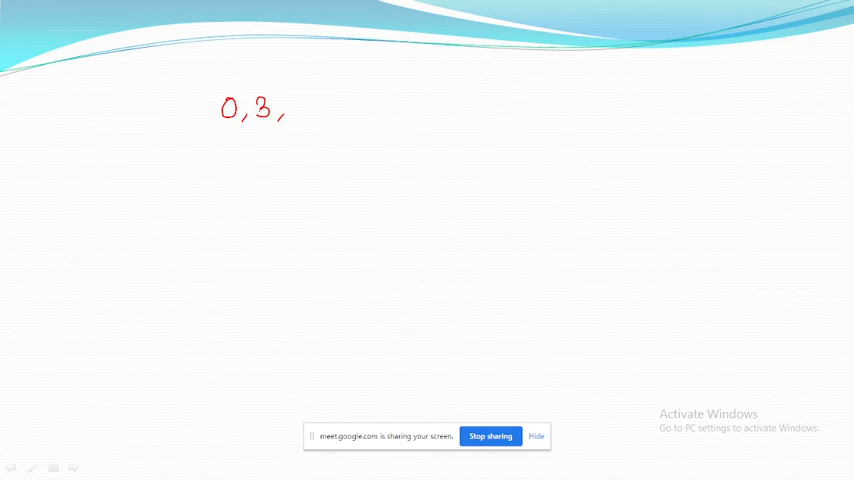 0, 3,
Activate Windows
Go to PC settings to activate Windows.
meet.google.com is sharing your screen. Stop sharing Hide